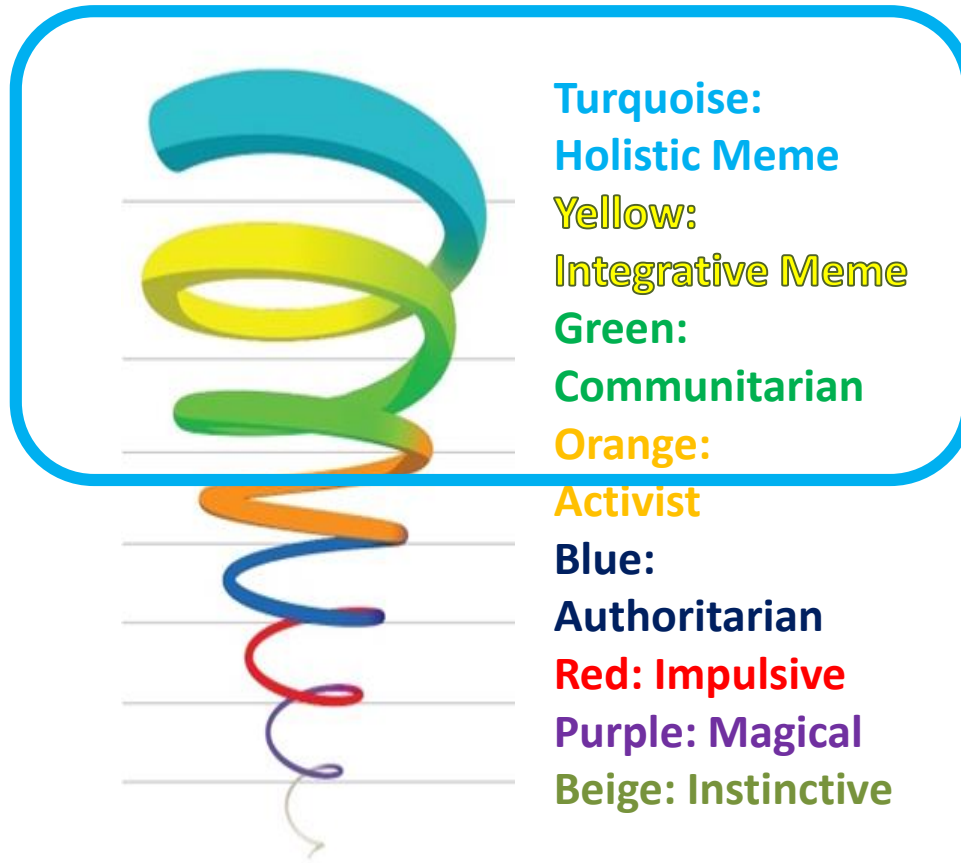 Turquoise:
Holistic Meme
Yellow:
Integrative Meme
Green:
Communitarian
Orange:
Activist
Blue:
Authoritarian
Red: Impulsive
Purple: Magical
Beige: Instinctive